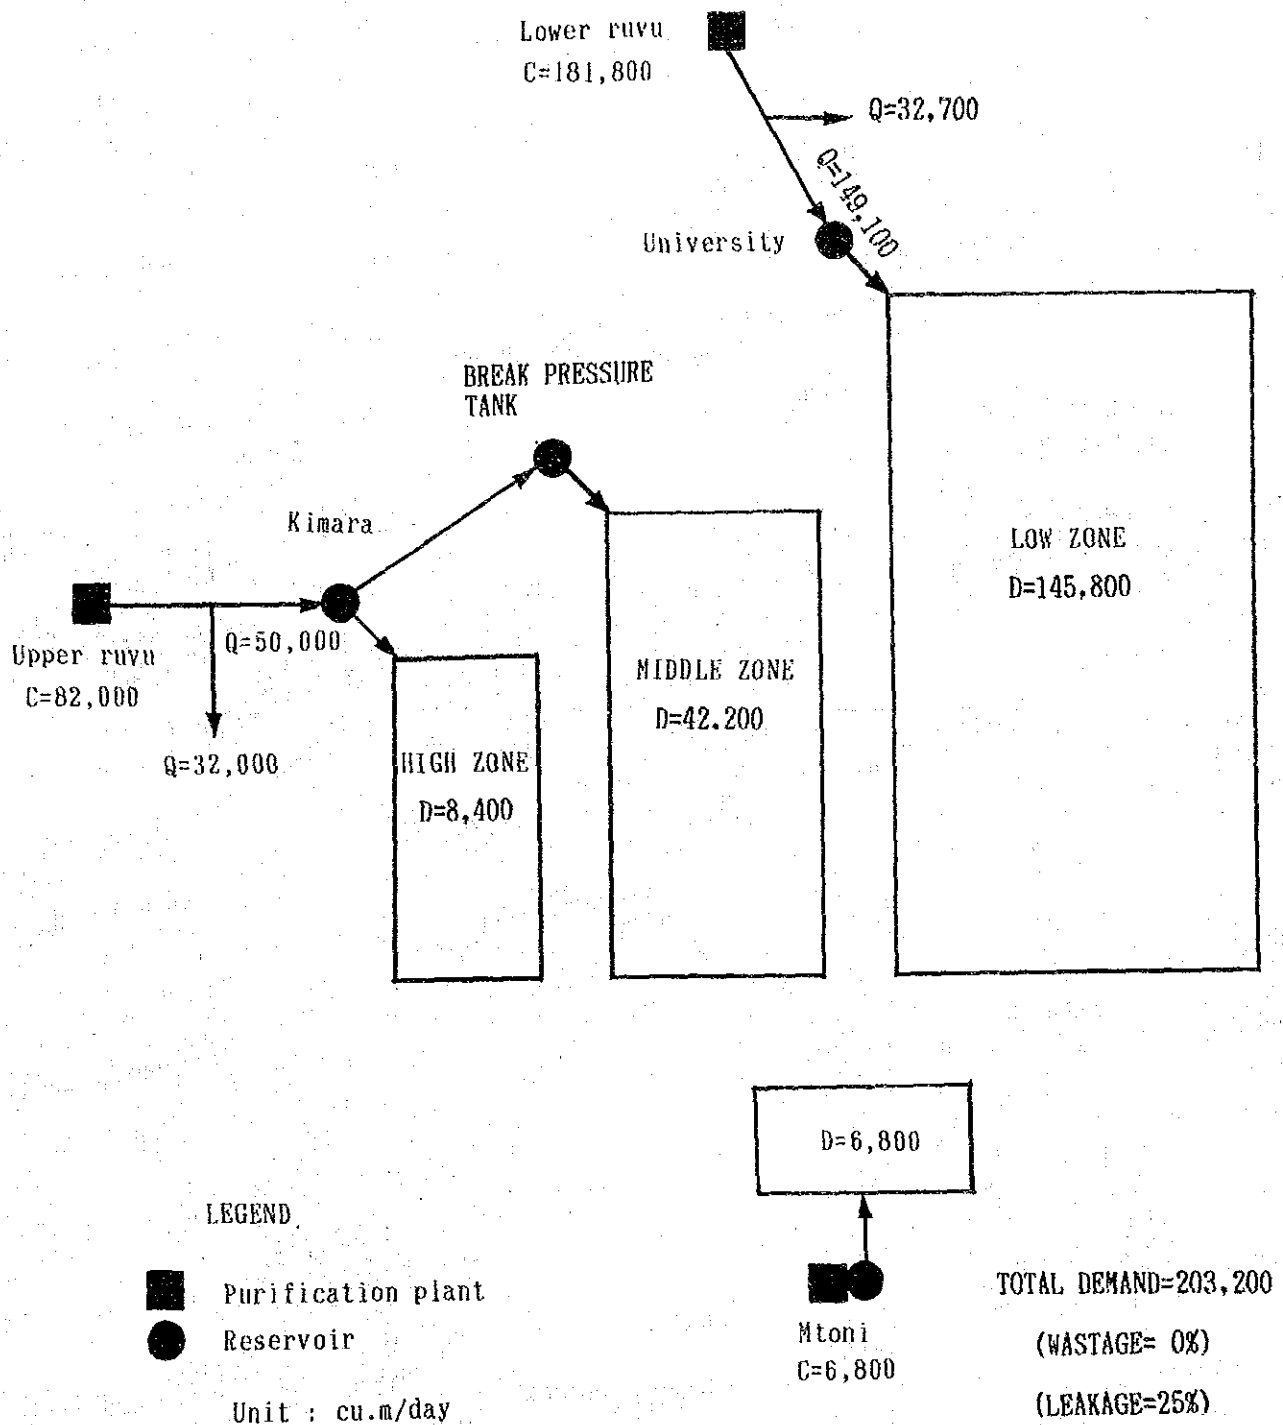 Lower ruvu
C=181,800
Q=32,700
Q=149,100
University
BREAK PRESSURE
TANK
Kimara
LOW ZONE
D=145,800
Upper ruvu
C=82,000
Q=50,000
Q=32,000
MIDDLE ZONE
D=42.200
HIGH ZONE
D=8,400
D=6,800
LEGEND
Purification plant
Reservoir
Unit : cu.m/day
Mtoni
C=6,800
TOTAL DEMAND=203,200
(WASTAGE= 0%)
(LEAKAGE=25%)